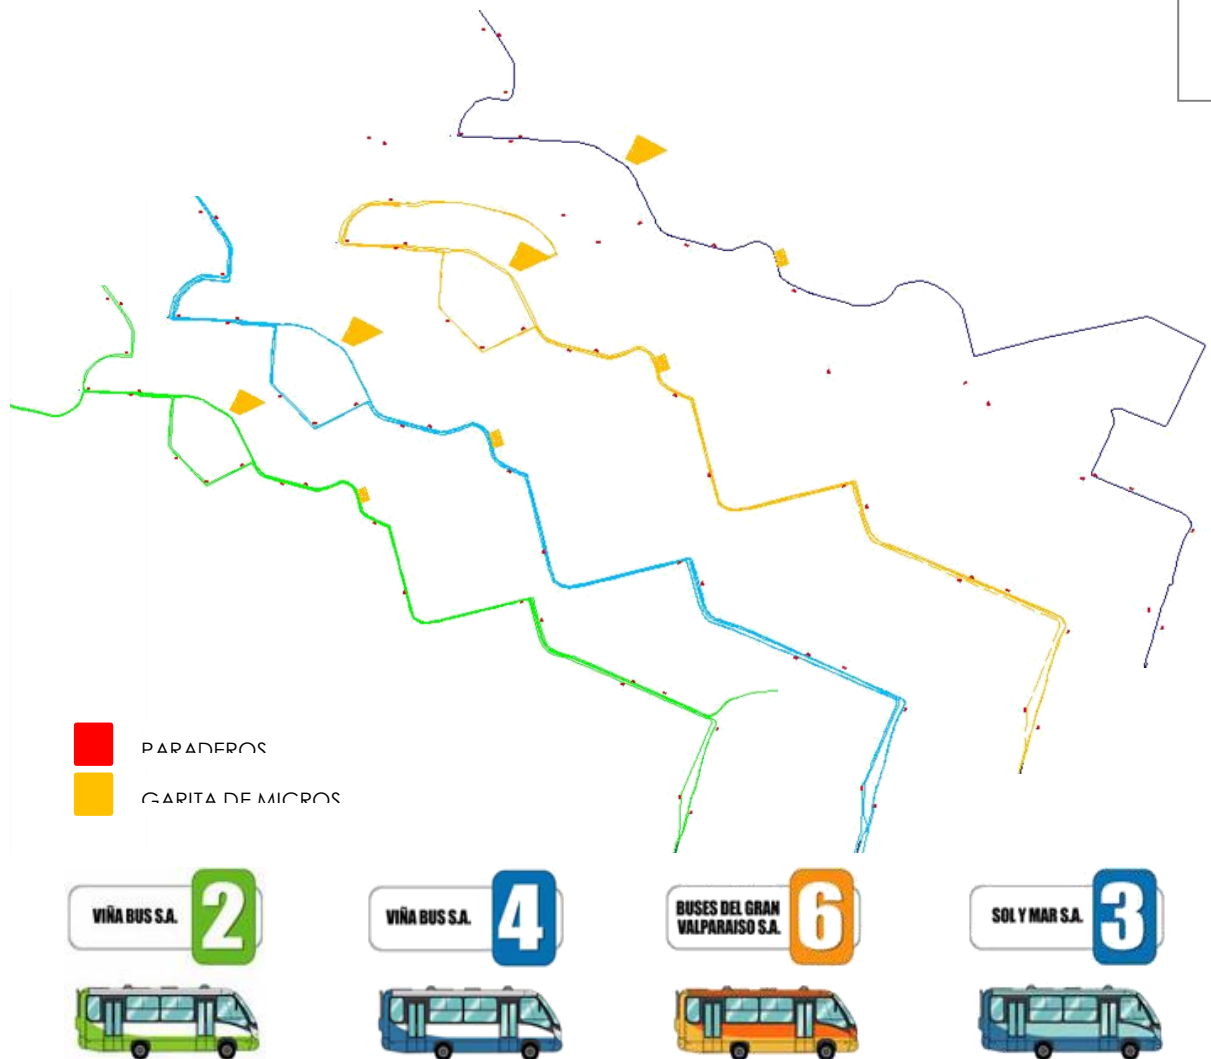 PARADEROS
GARITA DE MICROS
VIÑA BUS S.A.
2
VIÑA BUS S.A.
4
BUSES DEL GRAN
VALPARAISO S.A.
6
SOL Y MAR S.A.
3